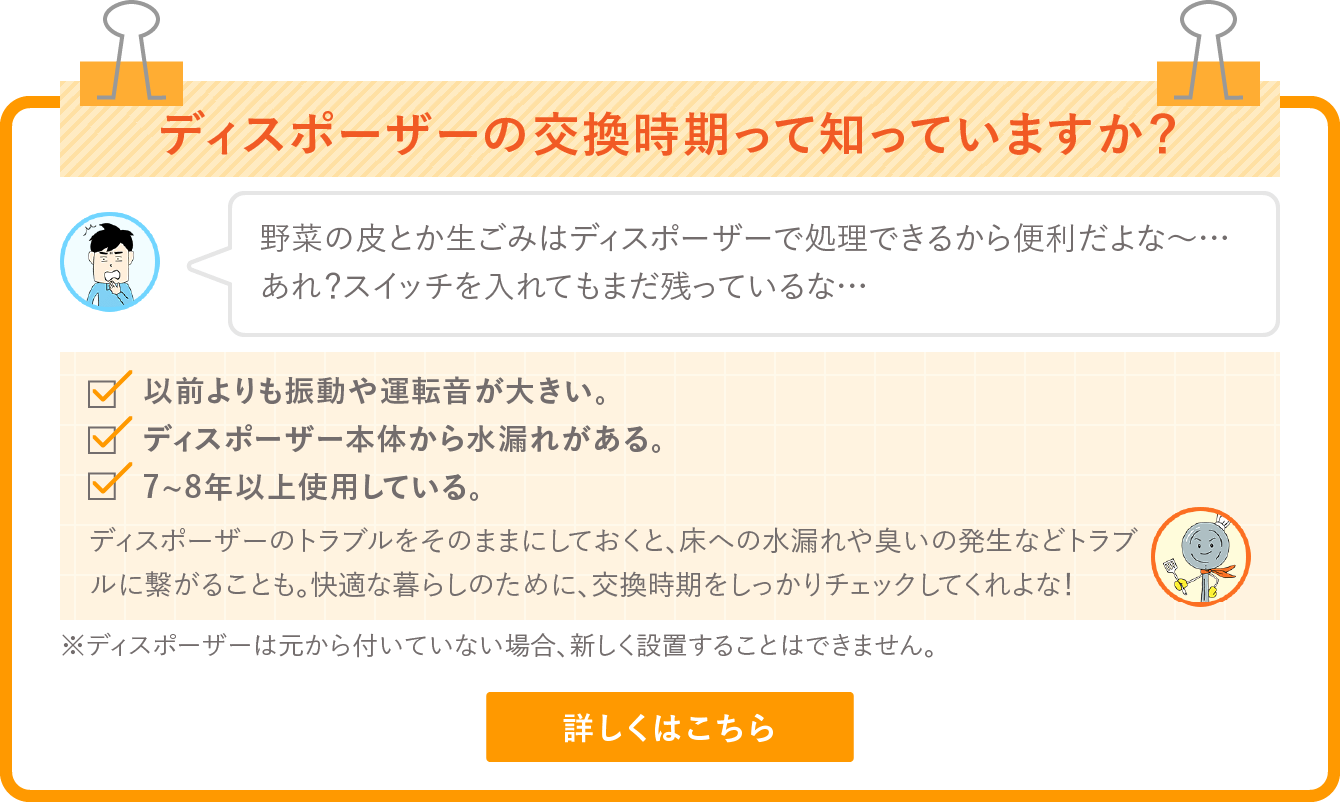 ディスポーザーの交換時期って知っていますか?
野菜の皮とか生ごみはディスポーザーで処理できるから便利だよな～…
あれ?スイッチを入れてもまだ残っているな…
以前よりも振動や運転音が大きい。
ディスポーザー本体から水漏れがある。
7~8年以上使用している。
ディスポーザーのトラブルをそのままにしておくと、床への水漏れや臭いの発生などトラブ
ルに繋がることも。快適な暮らしのために、交換時期をしっかりチェックしてくれよな!
※ディスポーザーは元から付いていない場合、新しく設置することはできません。
詳しくはこちら